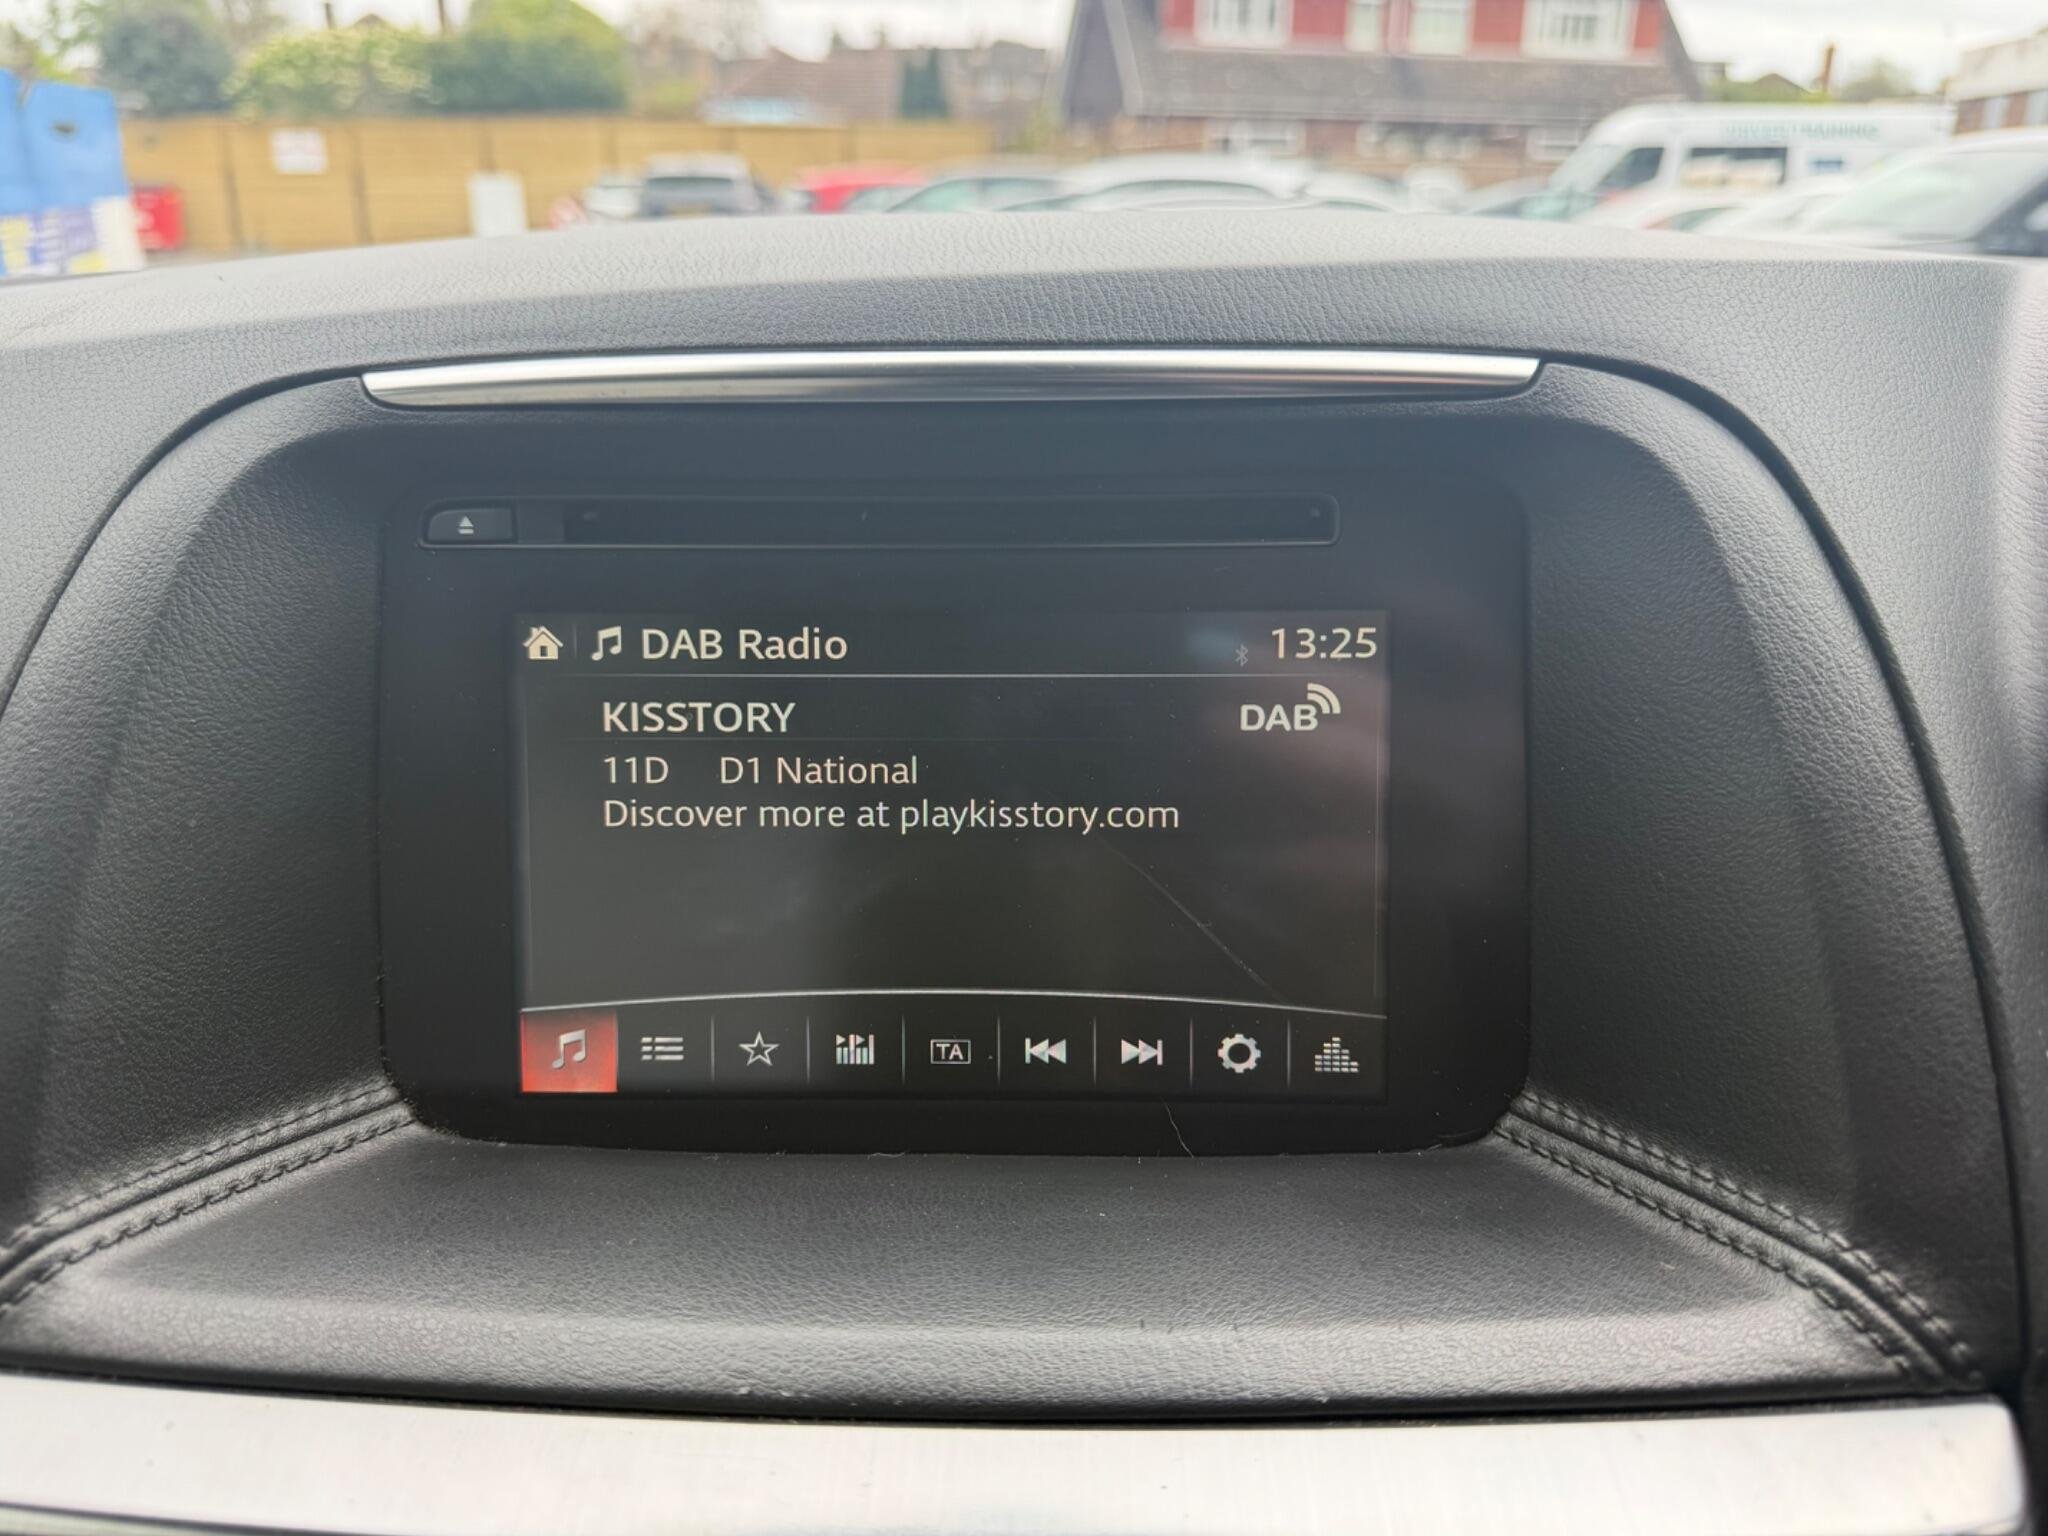 DAB Radio 13:25
KISSTORY DAB
11D D1 National
Discover more at playkisstory.com
TA